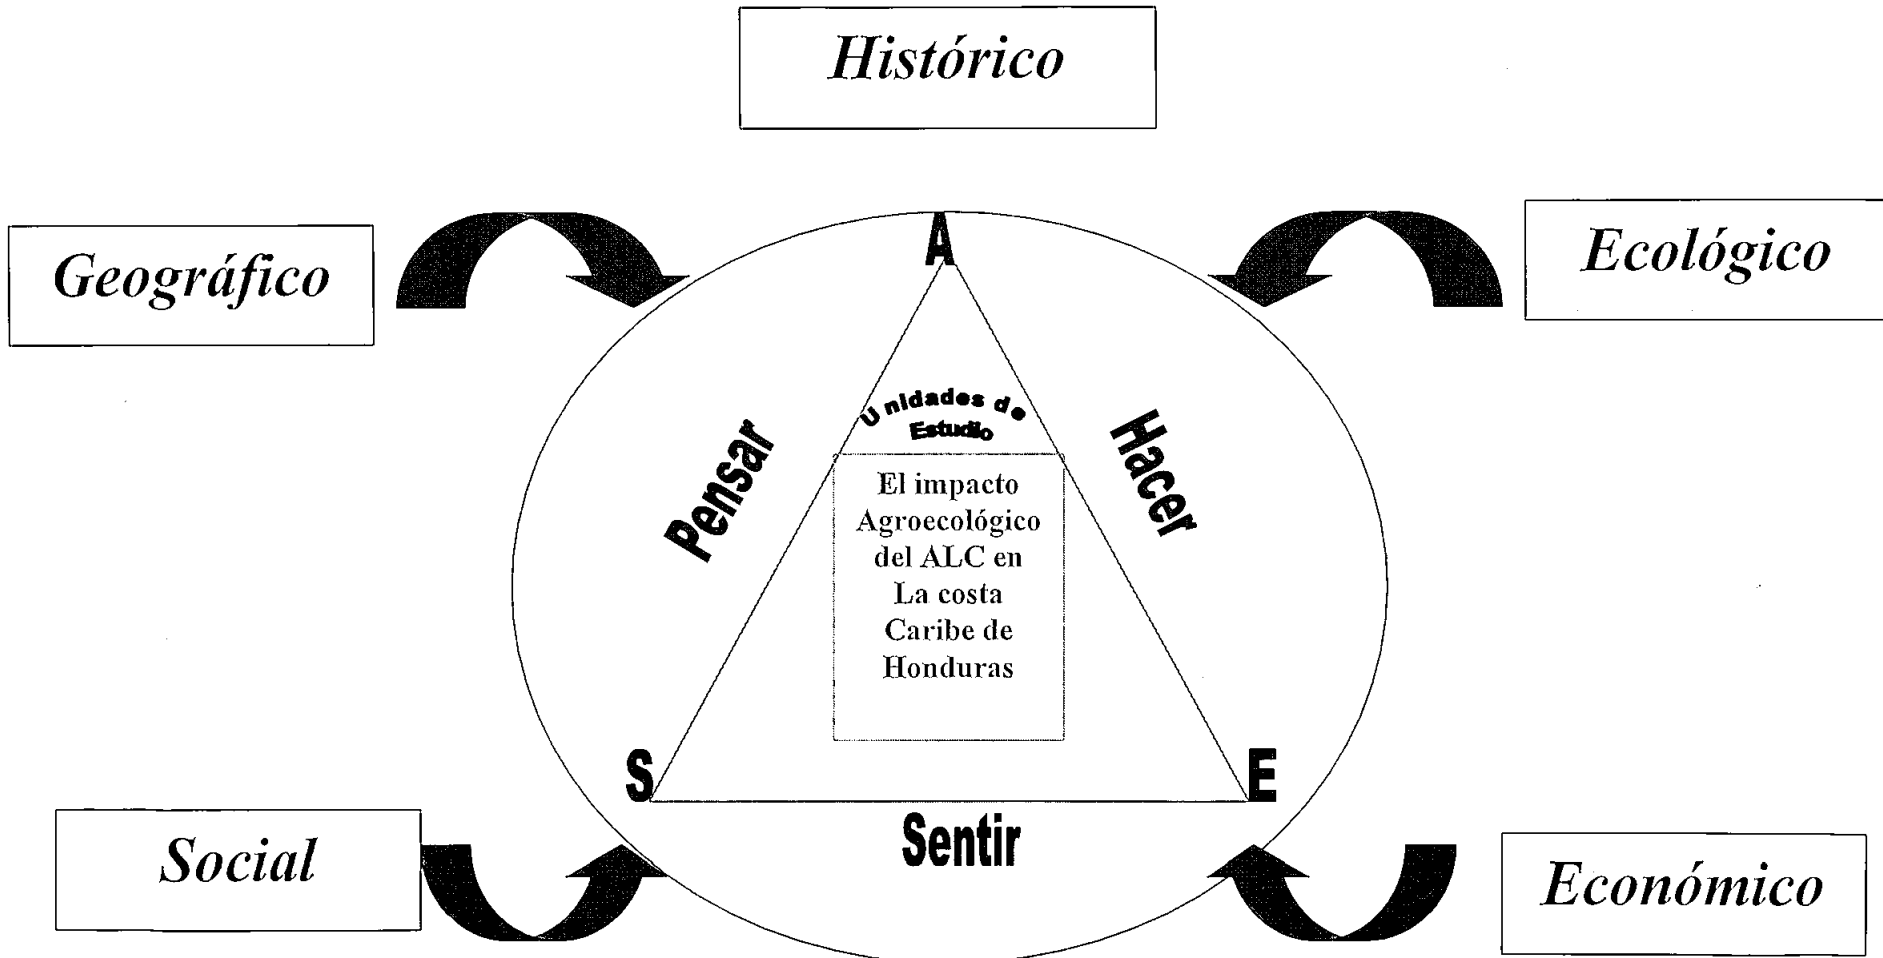 Histórico
Geográfico
Ecológico
A
Unidades de
Estudio
Pensar
Hacer
El impacto
Agroecológico
del ALC en
La costa
Caribe de
Honduras
S
E
Sentir
Social
Económico